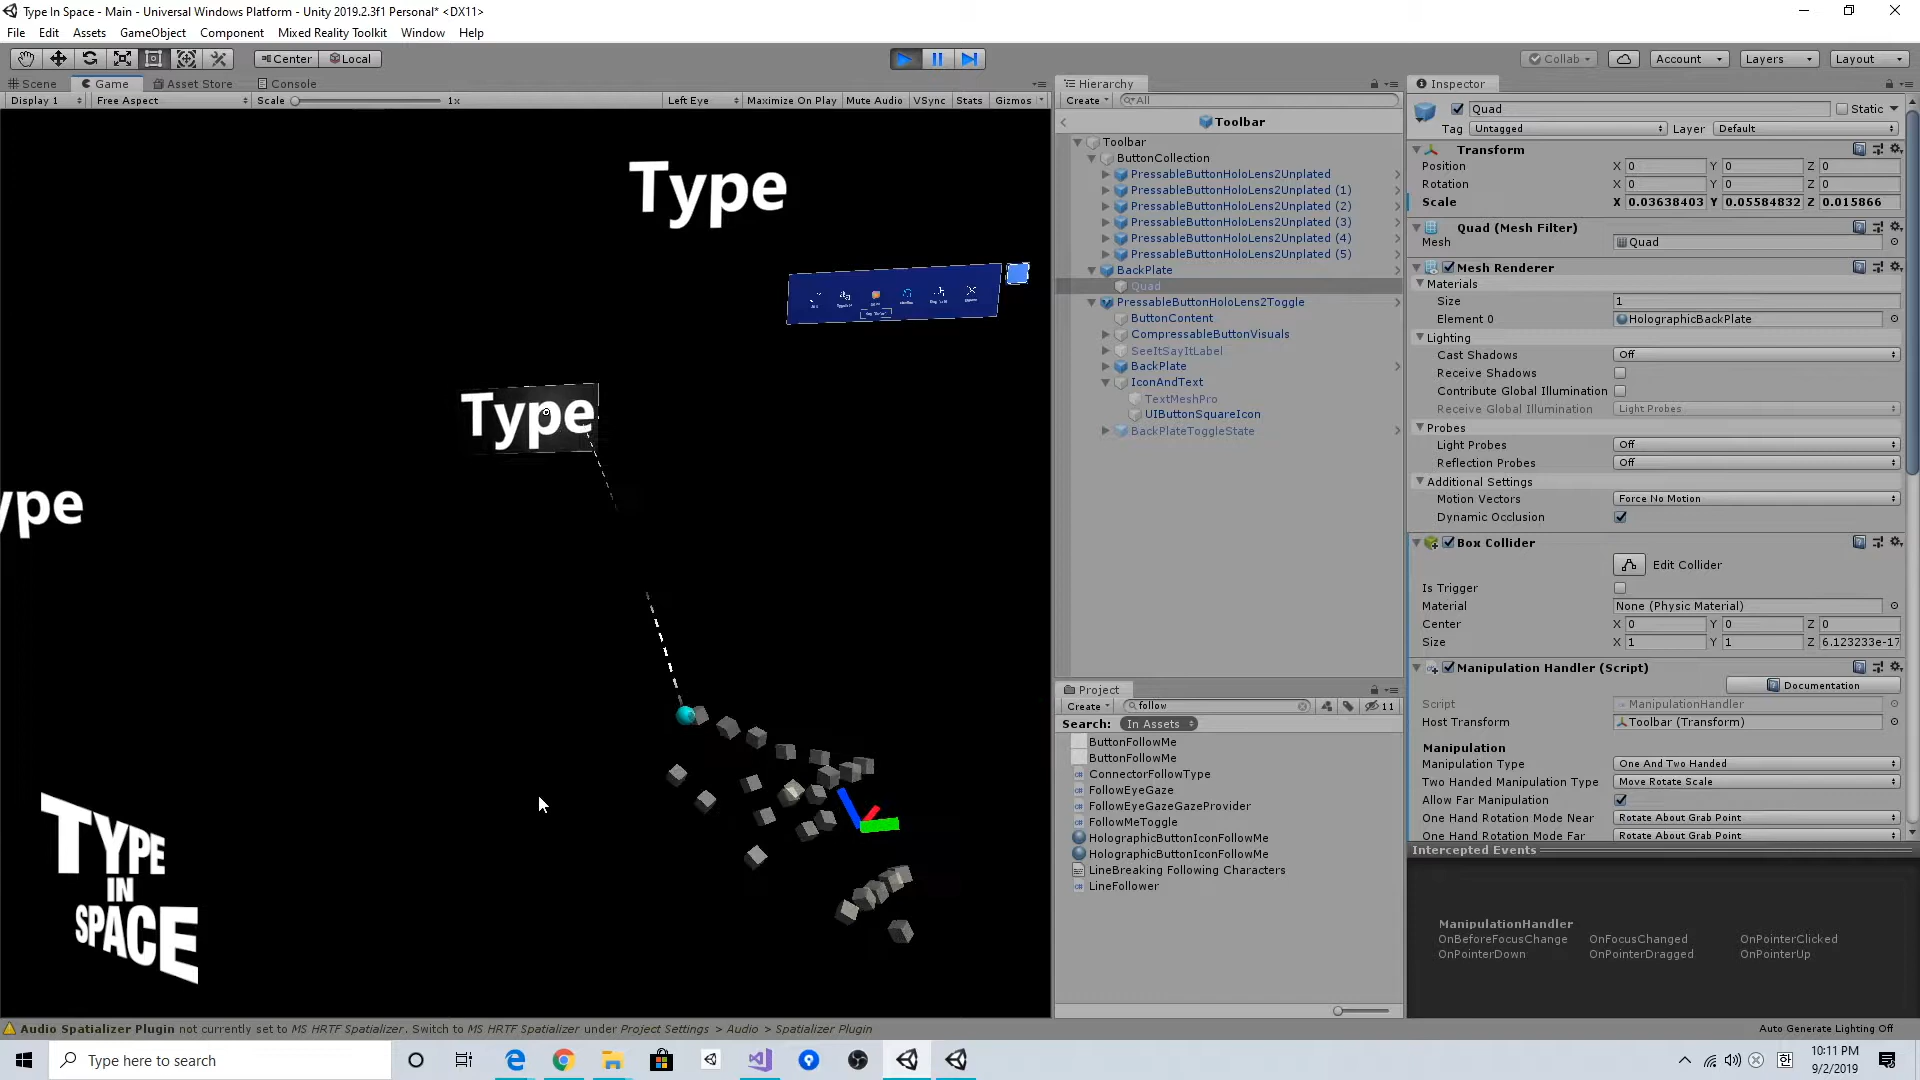 Type In Space - Main - Universal Windows Platform - Unity 2019.2.3f1 Personal* <DX11>
File Edit Assets GameObject Component Mixed Reality Toolkit Window Help
Center Local
Collab Account Layers Layout
Scene Game Asset Store Console
Display 1 Free Aspect Scale 1x Left Eye Maximize On Play Mute Audio VSync Stats Gizmos
Type
Type
ype
TYPE
IN
SPACE
Hierarchy
Create All
Toolbar
Toolbar
ButtonCollection
PressableButtonHoloLens2Unplated
PressableButtonHoloLens2Unplated (1)
PressableButtonHoloLens2Unplated (2)
PressableButtonHoloLens2Unplated (3)
PressableButtonHoloLens2Unplated (4)
PressableButtonHoloLens2Unplated (5)
BackPlate
Quad
PressableButtonHoloLens2Toggle
ButtonContent
CompressableButtonVisuals
SeeItSayItLabel
BackPlate
IconAndText
TextMeshPro
UIButtonSquareIcon
BackPlateToggleState
Project
Create follow 11
Search: In Assets
ButtonFollowMe
ButtonFollowMe
ConnectorFollowType
FollowEyeGaze
FollowEyeGazeGazeProvider
FollowMeToggle
HolographicButtonIconFollowMe
HolographicButtonIconFollowMe
LineBreaking Following Characters
LineFollower
Inspector
Quad Static
Tag Untagged Layer Default
Transform
Position X 0 Y 0 Z 0
Rotation X 0 Y 0 Z 0
Scale X 0.03638403 Y 0.05584832 Z 0.015866
Quad (Mesh Filter)
Mesh Quad
Mesh Renderer
Materials
Size 1
Element 0 HolographicBackPlate
Lighting
Cast Shadows Off
Receive Shadows
Contribute Global Illumination
Receive Global Illumination Light Probes
Probes
Light Probes Off
Reflection Probes Off
Additional Settings
Motion Vectors Force No Motion
Dynamic Occlusion
Box Collider
Edit Collider
Is Trigger
Material None (Physic Material)
Center X 0 Y 0 Z 0
Size X 1 Y 1 Z 6.123233e-17
Manipulation Handler (Script)
Documentation
Script ManipulationHandler
Host Transform Toolbar (Transform)
Manipulation
Manipulation Type One And Two Handed
Two Handed Manipulation Type Move Rotate Scale
Allow Far Manipulation
One Hand Rotation Mode Near Rotate About Grab Point
One Hand Rotation Mode Far Rotate About Grab Point
Intercepted Events
ManipulationHandler
OnBeforeFocusChange OnFocusChanged OnPointerClicked
OnPointerDown OnPointerDragged OnPointerUp
Audio Spatializer Plugin not currently set to MS HRTF Spatializer. Switch to MS HRTF Spatializer under Project Settings > Audio > Spatializer Plugin
Auto Generate Lighting Off
Type here to search
한
10:11 PM
9/2/2019